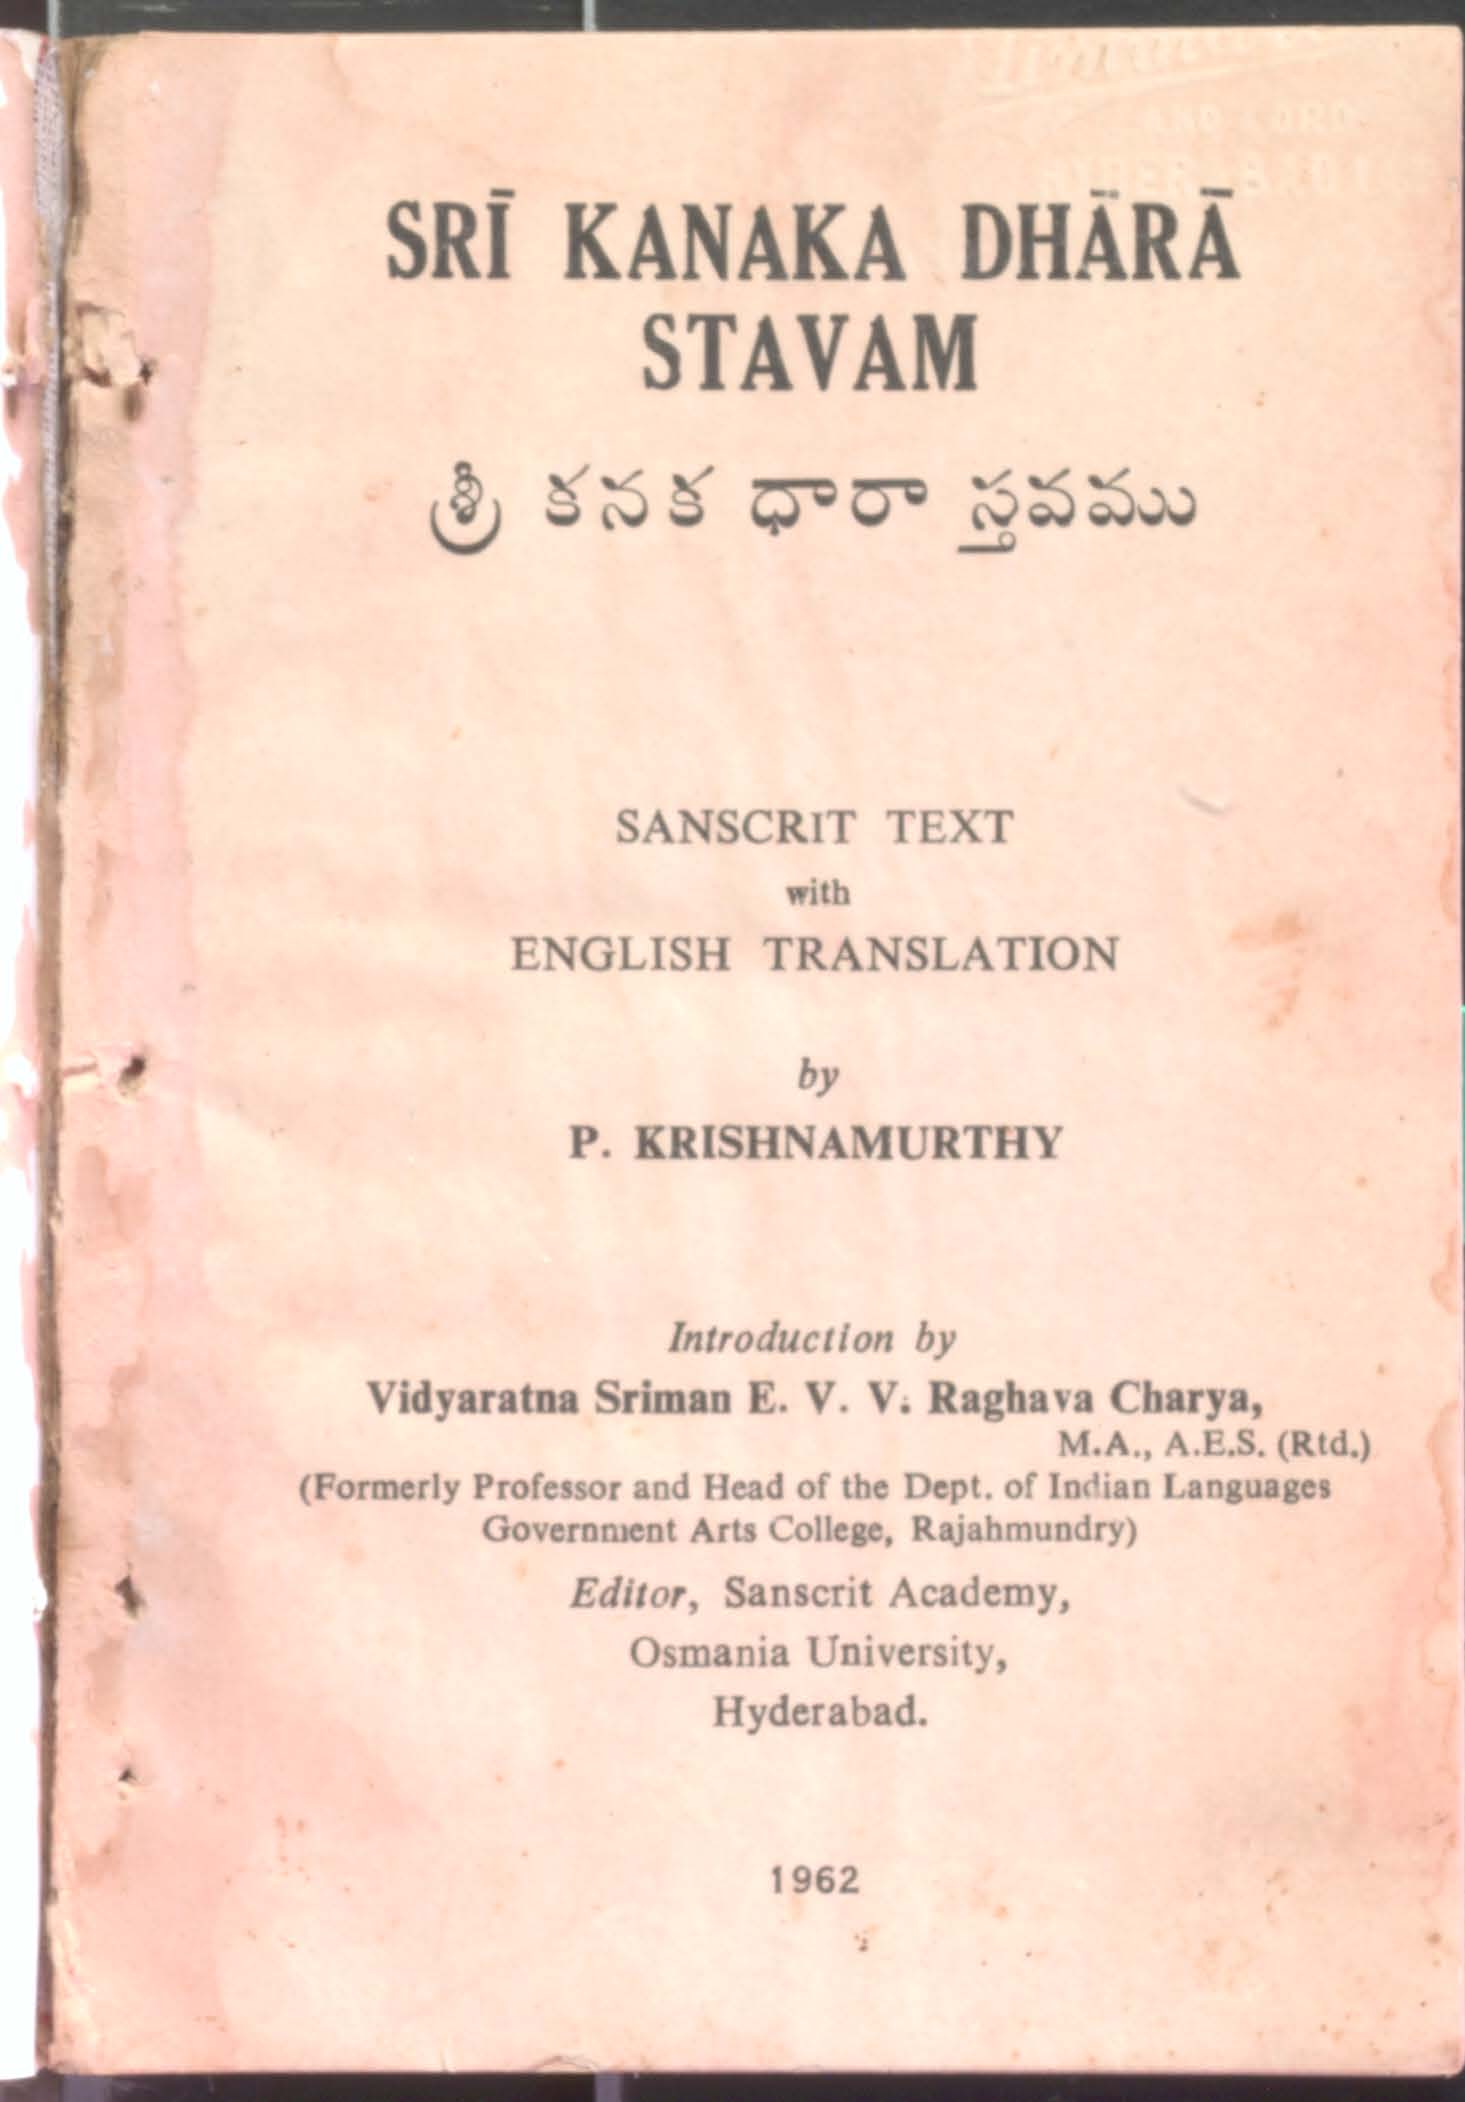 SRĪ KANAKA DHĀRĀ
STAVAM
శ్రీ కనక ధారా స్తవము
SANSCRIT TEXT
with
ENGLISH TRANSLATION
by
P. KRISHNAMURTHY
Introduction by
Vidyaratna Sriman E. V. V. Raghava Charya,
M.A., A.E.S. (Rtd.)
(Formerly Professor and Head of the Dept. of Indian Languages
Government Arts College, Rajahmundry)
Editor, Sanscrit Academy,
Osmania University,
Hyderabad.
1962